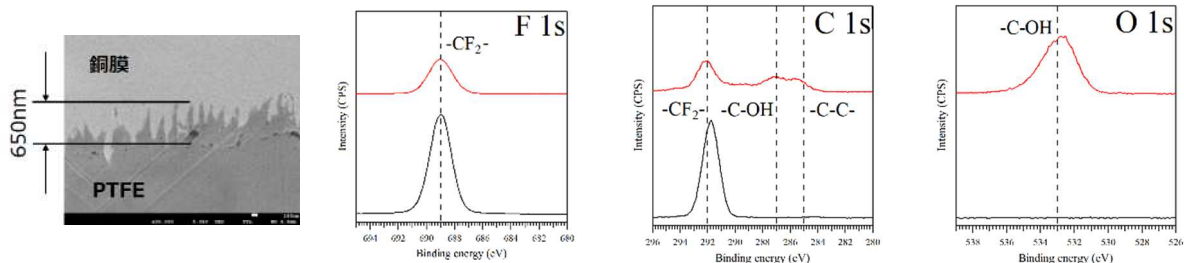 銅膜
650nm
PTFE
F 1s
-CF₂-
Intensity (CPS)
694 692 690 688 686 684 682 680
Binding energy (eV)
C 1s
-CF₂-
-C-OH
-C-C-
Intensity (CPS)
296 294 292 290 288 286 284 282 280
Binding energy (eV)
O 1s
-C-OH
Intensity (CPS)
538 536 534 532 530 528 526
Binding energy (eV)